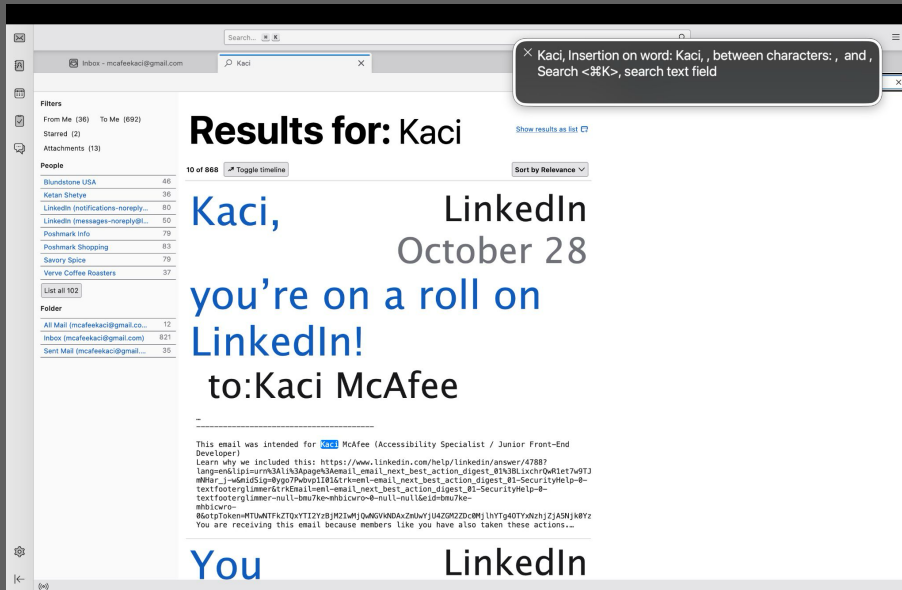 Search... ⌘ K
Kaci, Insertion on word: Kaci, , between characters: , and ,
Search <⌘K>, search text field
Inbox - mcafeekaci@gmail.com
Kaci
Filters
From Me (36) To Me (692)
Starred (2)
Attachments (13)
People
Blundstone USA 46
Ketan Shetye 36
LinkedIn (notifications-noreply... 80
LinkedIn (messages-noreply@l... 50
Poshmark Info 79
Poshmark Shopping 83
Savory Spice 79
Verve Coffee Roasters 37
List all 102
Folder
All Mail (mcafeekaci@gmail.co... 12
Inbox (mcafeekaci@gmail.com) 821
Sent Mail (mcafeekaci@gmail.... 35
Results for: Kaci
Show results as list
10 of 868 Toggle timeline Sort by Relevance
Kaci, LinkedIn
October 28
you’re on a roll on
LinkedIn!
to:Kaci McAfee
…
----------------------------------------
This email was intended for Kaci McAfee (Accessibility Specialist / Junior Front-End
Developer)
Learn why we included this: https://www.linkedin.com/help/linkedin/answer/4788?
lang=en&lipi=urn%3Ali%3Apage%3Aemail_email_next_best_action_digest_01%3BLixchrQwR1et7w9TJ
mNHar_j-w&midSig=0ygo7Pwbvp1I01&trk=eml-email_next_best_action_digest_01-SecurityHelp-0-
textfooterglimmer&trkEmail=eml-email_next_best_action_digest_01-SecurityHelp-0-
textfooterglimmer-null-bmu7ke~mhbicwro~0-null-null&eid=bmu7ke-
mhbicwro-
0&otpToken=MTUwNTFkZTQxYTI2YzBjM2IwMjQwNGVkNDAxZmUwYjU4ZGM2ZDc0MjlhYTg4OTYxNzhjZjA5Njk0Yz
You are receiving this email because members like you have also taken these actions.…
You LinkedIn